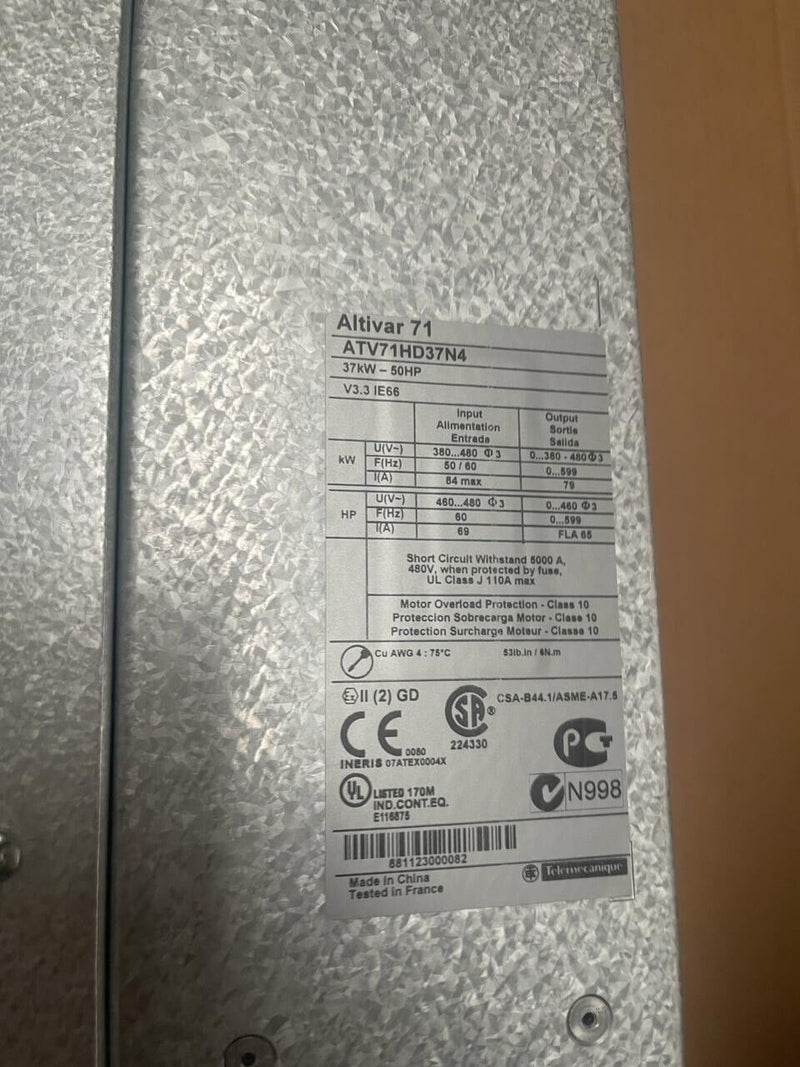 Altivar 71
ATV71HD37N4
37kW – 50HP
V3.3 IE66
Input Alimentation Entrada
Output Sortie Salida
kW
U(V~) 380...480 Φ3 0...380 - 480Φ3
F(Hz) 50 / 60 0...599
I(A) 84 max 79
HP
U(V~) 460...480 Φ3 0...460 Φ3
F(Hz) 60 0...599
I(A) 69 FLA 65
Short Circuit Withstand 5000 A,
480V, when protected by fuse,
UL Class J 110A max
Motor Overload Protection - Class 10
Proteccion Sobrecarga Motor - Clase 10
Protection Surcharge Moteur - Classe 10
Cu AWG 4 : 75°C 53lb.in / 6N.m
Ex II (2) GD
CSA-B44.1/ASME-A17.5
SA ®
224330
CE 0080
INERIS 07ATEX0004X
PCT
UL LISTED 170M
IND.CONT.EQ.
E116875
N998
881123000082
Made in China
Tested in France
Telemecanique